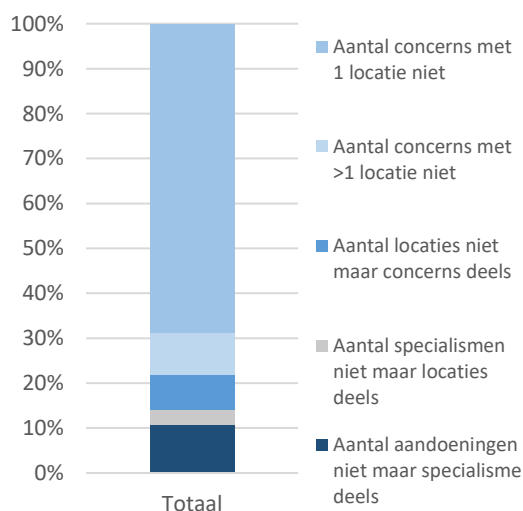 100%
90%
80%
70%
60%
50%
40%
30%
20%
10%
0%
Totaal
Aantal concerns met
1 locatie niet
Aantal concerns met
>1 locatie niet
Aantal locaties niet
maar concerns deels
Aantal specialismen
niet maar locaties
deels
Aantal aandoeningen
niet maar specialisme
deels